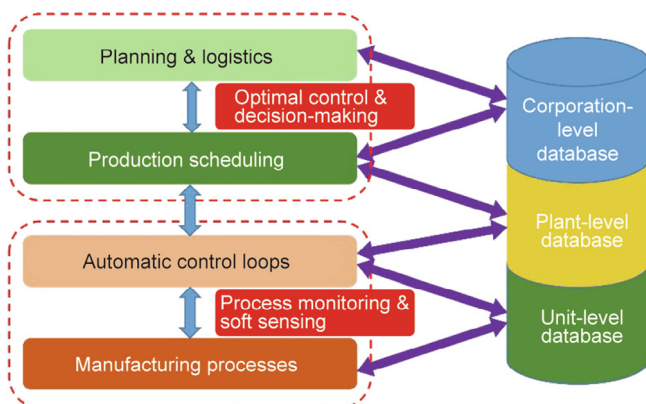 Planning & logistics
Optimal control &
decision-making
Production scheduling
Automatic control loops
Process monitoring &
soft sensing
Manufacturing processes
Corporation-
level
database
Plant-level
database
Unit-level
database